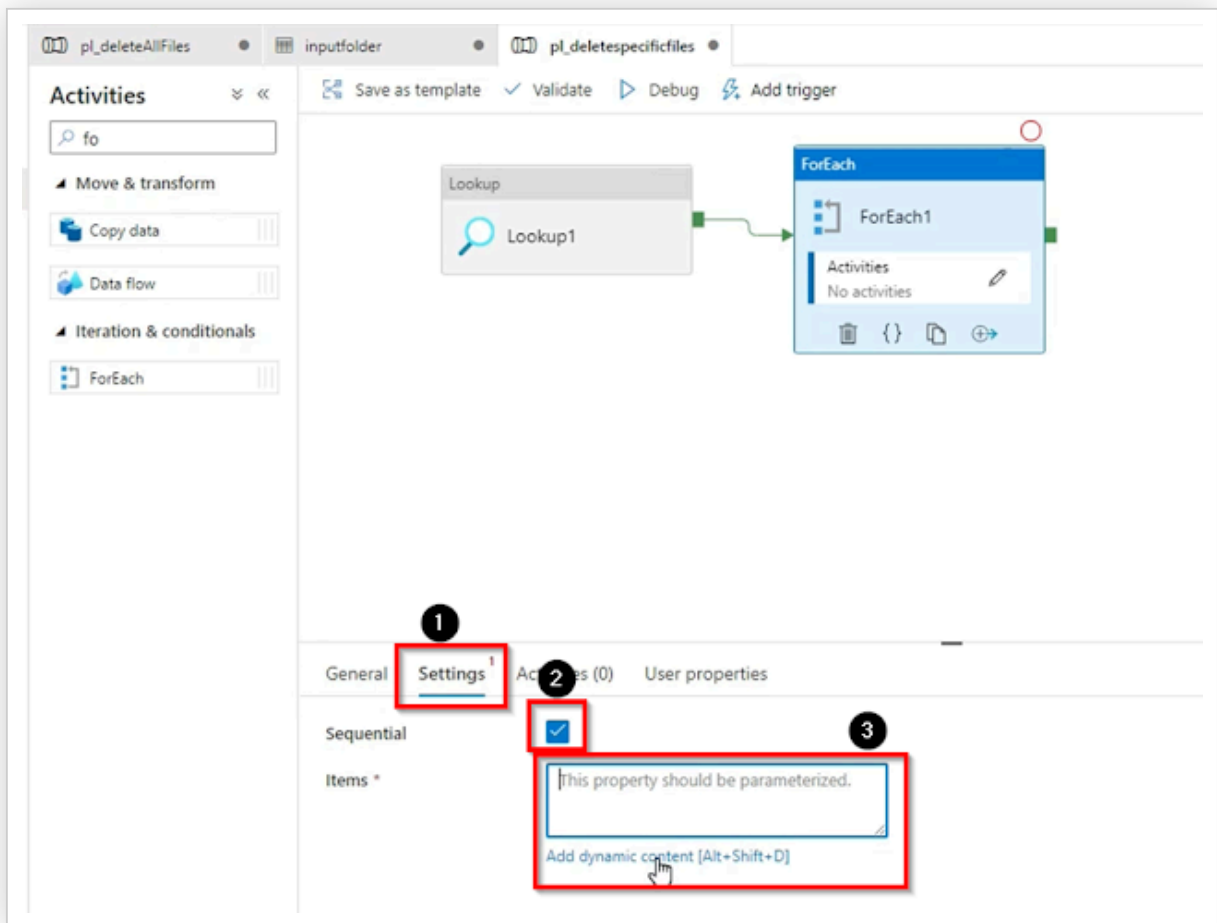 pl_deleteAllFiles
inputfolder
pl_deletespecificfiles
Activities
fo
Move & transform
Copy data
Data flow
Iteration & conditionals
ForEach
Save as template
Validate
Debug
Add trigger
Lookup
Lookup1
ForEach
ForEach1
Activities
No activities
1
General
Settings 1
(0)
User properties
2
Sequential
3
Items *
This property should be parameterized.
Add dynamic content [Alt+Shift+D]